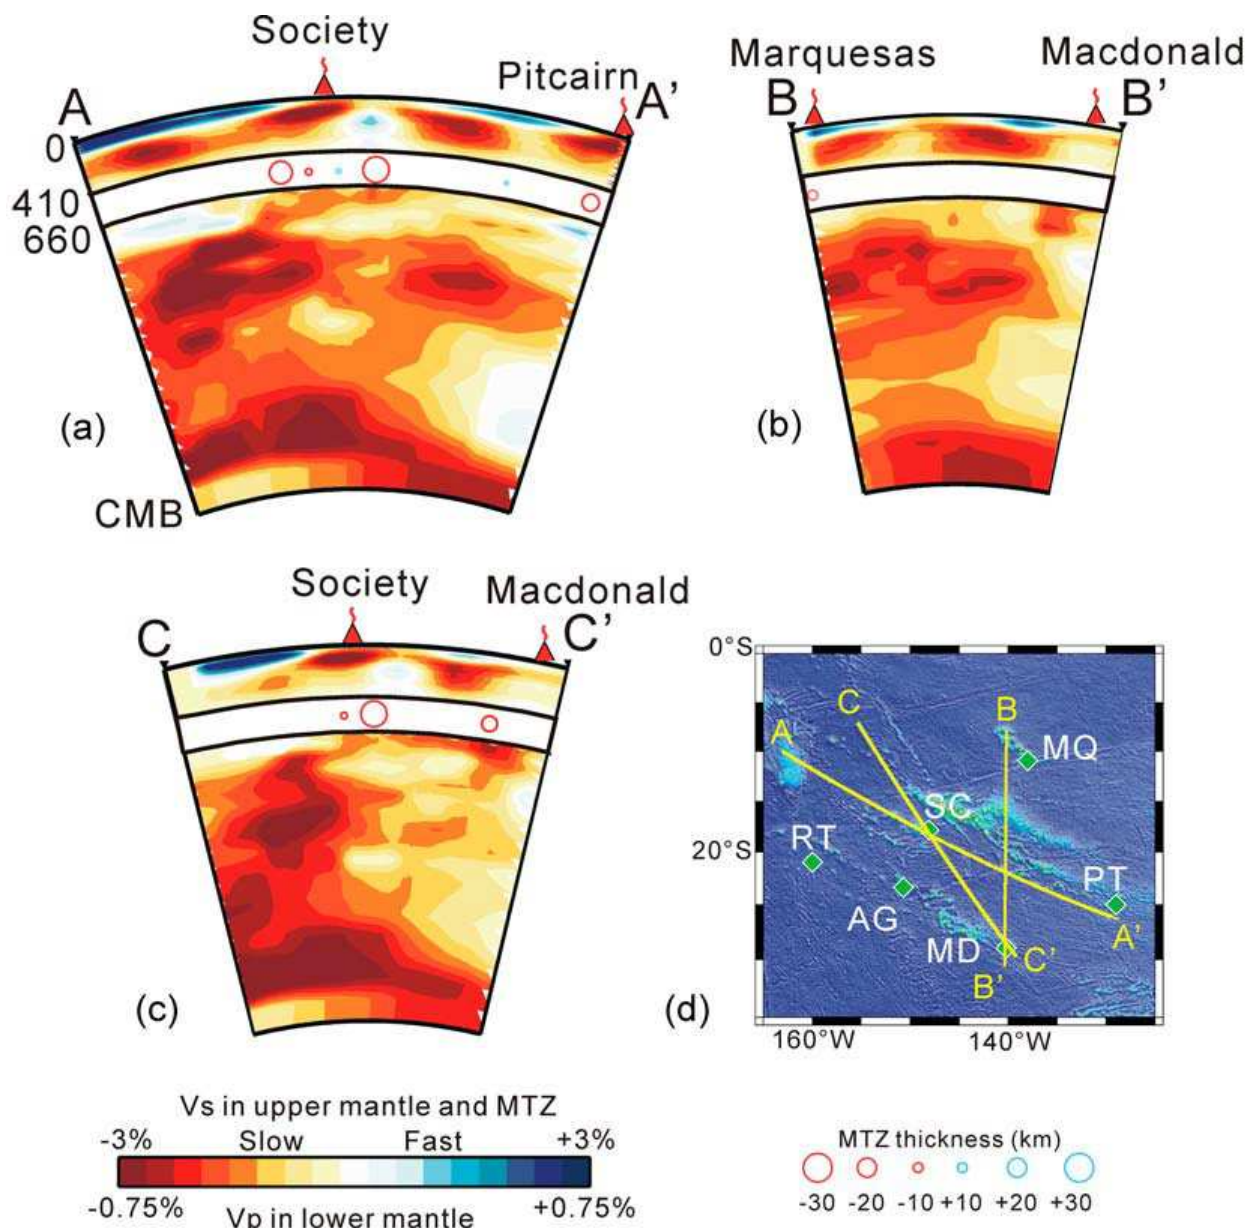 Society
Pitcairn
A
A'
0
410
660
CMB
(a)
Marquesas
Macdonald
B
B'
(b)
Society
Macdonald
C
C'
(c)
0°S
20°S
160°W
140°W
A
C
B
MQ
SC
RT
PT
AG
A'
MD
C'
B'
(d)
Vs in upper mantle and MTZ
-3% Slow Fast +3%
-0.75% Vp in lower mantle +0.75%
MTZ thickness (km)
-30 -20 -10 +10 +20 +30